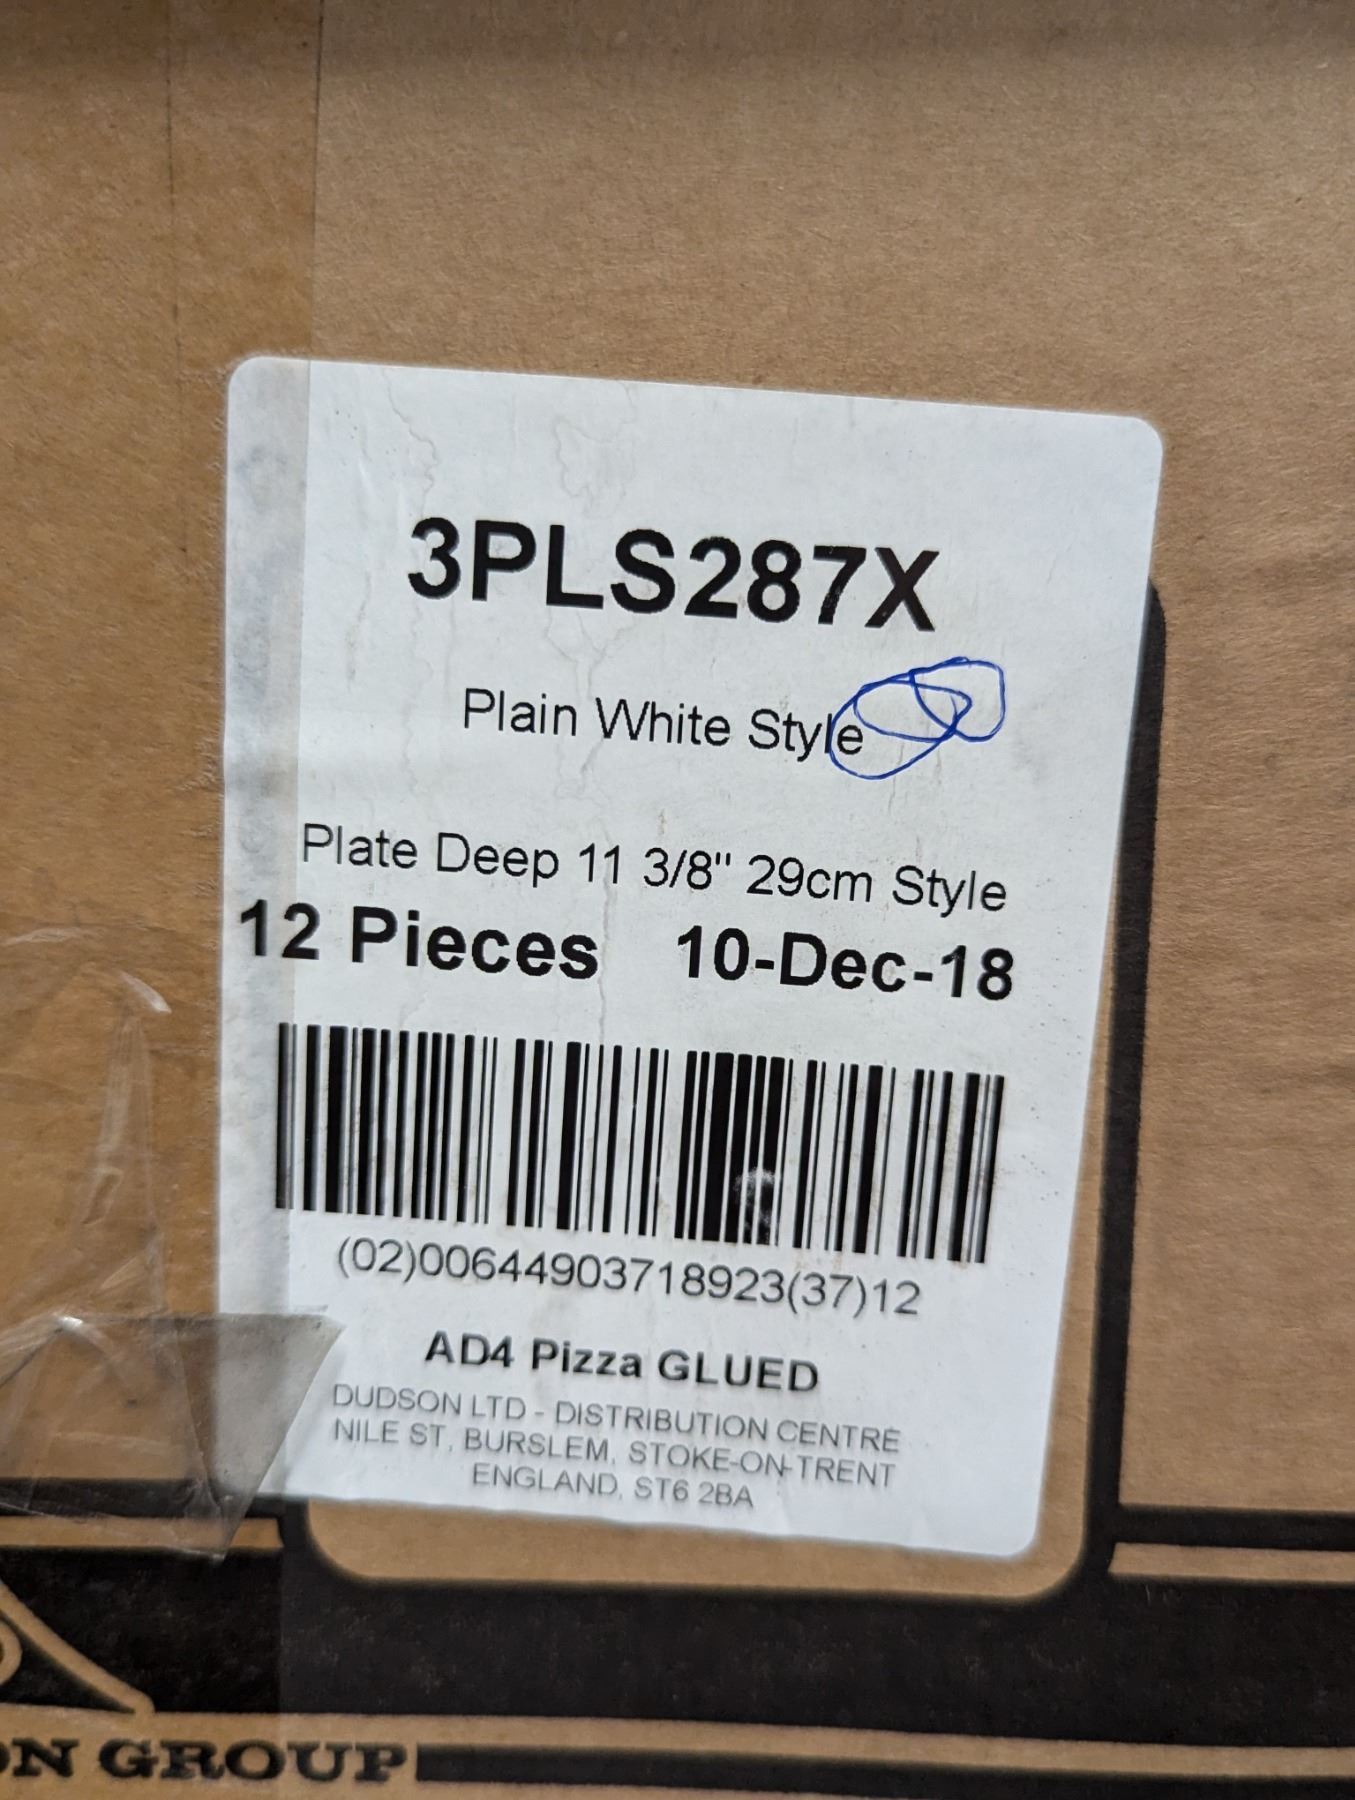 3PLS287X
Plain White Style
Plate Deep 11 3/8" 29cm Style
12 Pieces 10-Dec-18
(02)00644903718923(37)12
AD4 Pizza GLUED
DUDSON LTD - DISTRIBUTION CENTRE
NILE ST, BURSLEM, STOKE-ON-TRENT
ENGLAND, ST6 2BA
ON GROUP